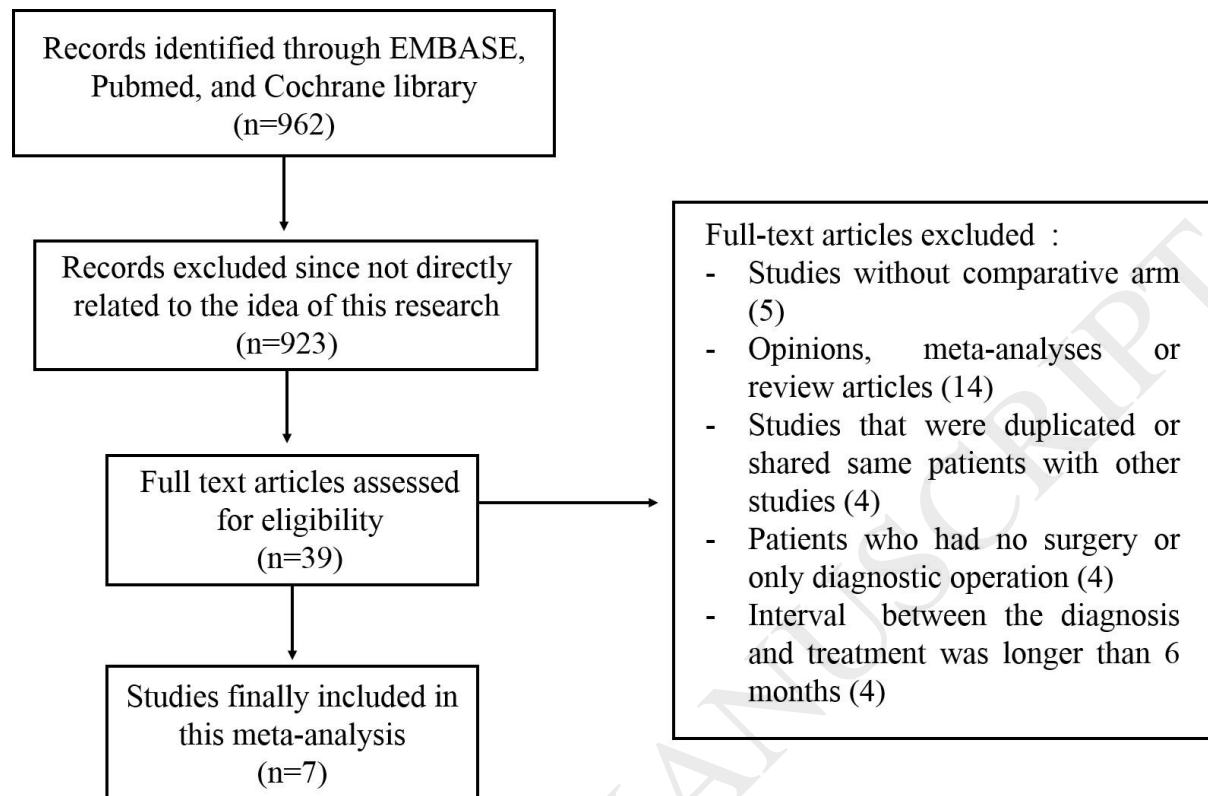 Records identified through EMBASE,
Pubmed, and Cochrane library
(n=962)
Records excluded since not directly
related to the idea of this research
(n=923)
Full text articles assessed
for eligibility
(n=39)
Studies finally included in
this meta-analysis
(n=7)
Full-text articles excluded :
- Studies without comparative arm
(5)
- Opinions, meta-analyses or
review articles (14)
- Studies that were duplicated or
shared same patients with other
studies (4)
- Patients who had no surgery or
only diagnostic operation (4)
- Interval between the diagnosis
and treatment was longer than 6
months (4)
ANUSCRIPT